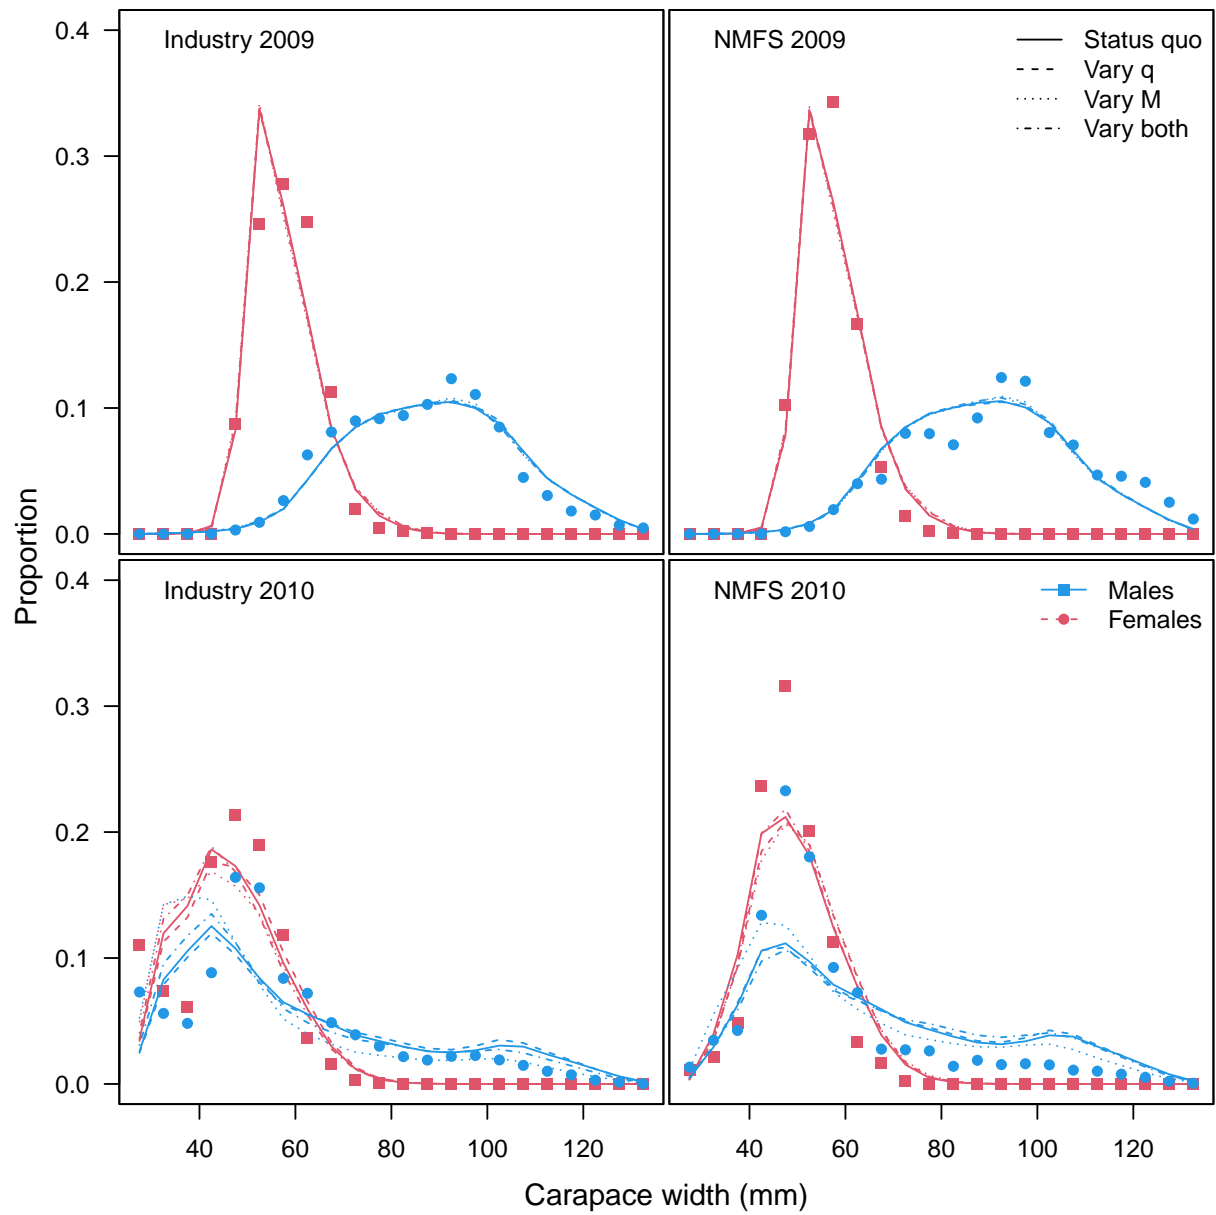 Industry 2009
NMFS 2009
Status quo
Vary q
Vary M
Vary both
0.4
0.3
0.2
0.1
0.0
Industry 2010
NMFS 2010
Males
Females
0.4
0.3
0.2
0.1
0.0
Proportion
40 60 80 100 120
40 60 80 100 120
Carapace width (mm)